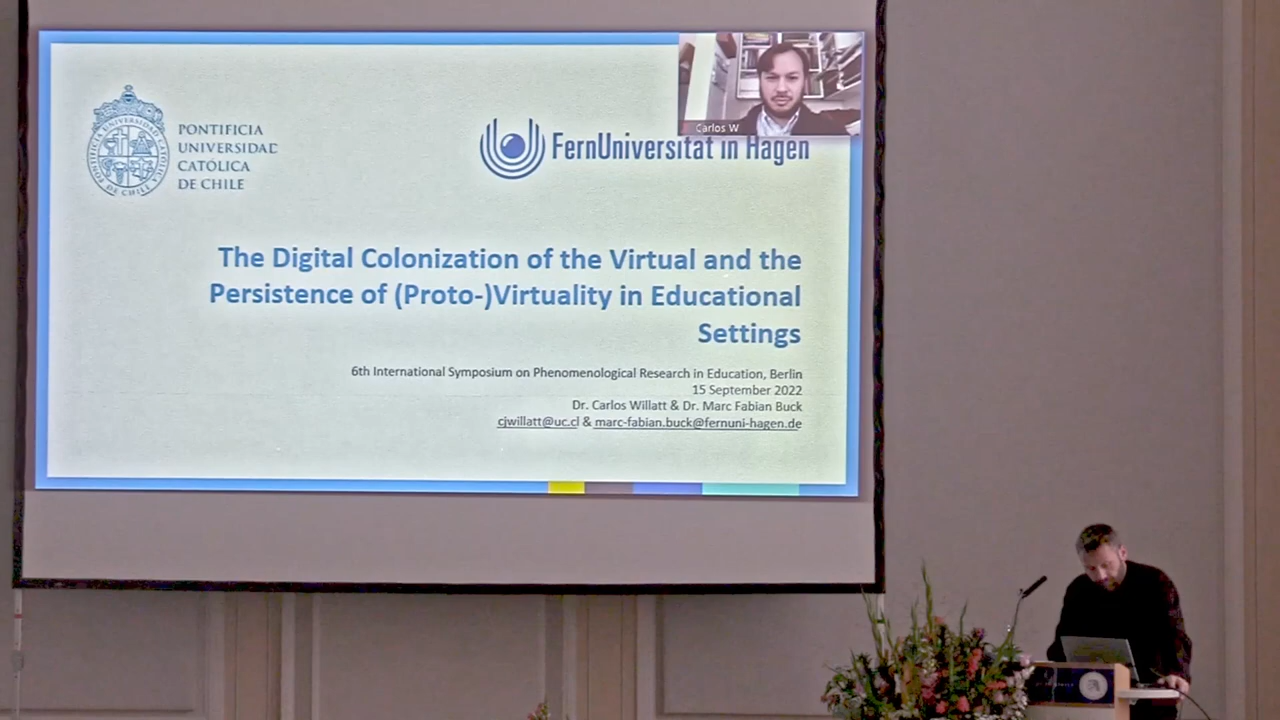 PONTIFICIA
UNIVERSIDAD
CATÓLICA
DE CHILE
Carlos W
FernUniversität in Hagen
The Digital Colonization of the Virtual and the
Persistence of (Proto-)Virtuality in Educational
Settings
6th International Symposium on Phenomenological Research in Education, Berlin
15 September 2022
Dr. Carlos Willatt & Dr. Marc Fabian Buck
cjwillatt@uc.cl & marc-fabian.buck@fernuni-hagen.de